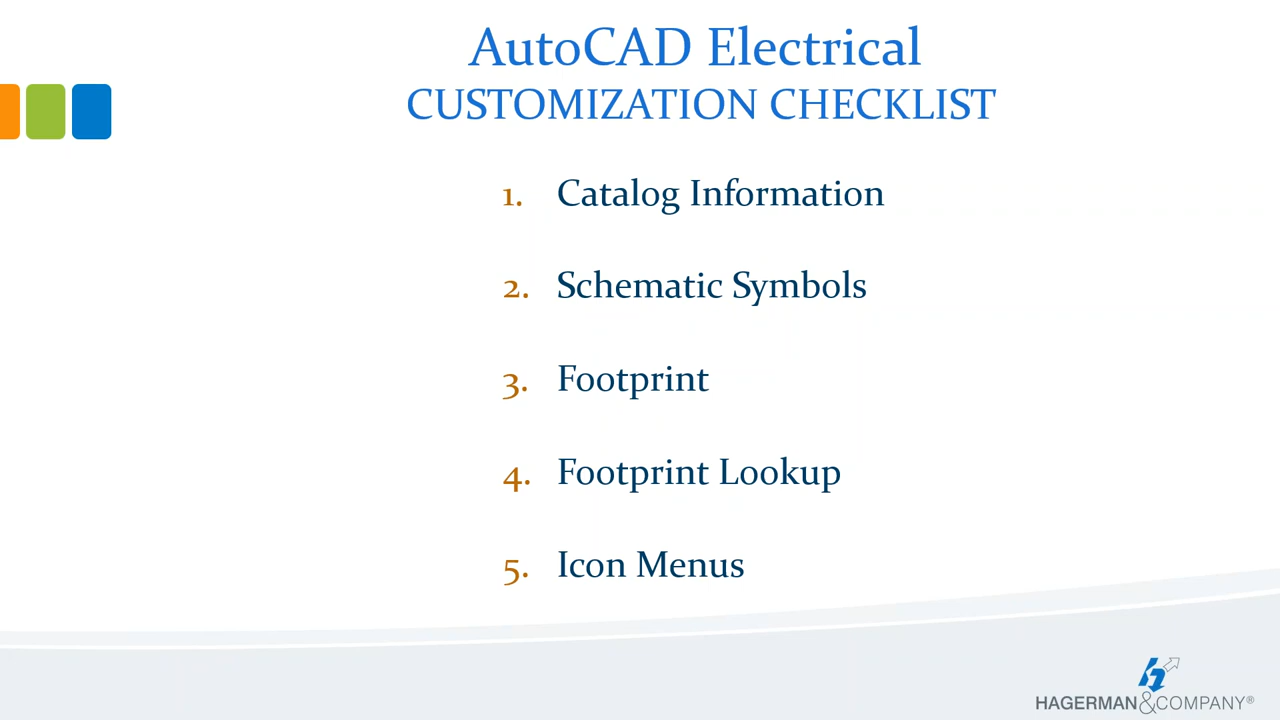 AutoCAD Electrical
CUSTOMIZATION CHECKLIST
1. Catalog Information
2. Schematic Symbols
3. Footprint
4. Footprint Lookup
5. Icon Menus
HAGERMAN&COMPANY®